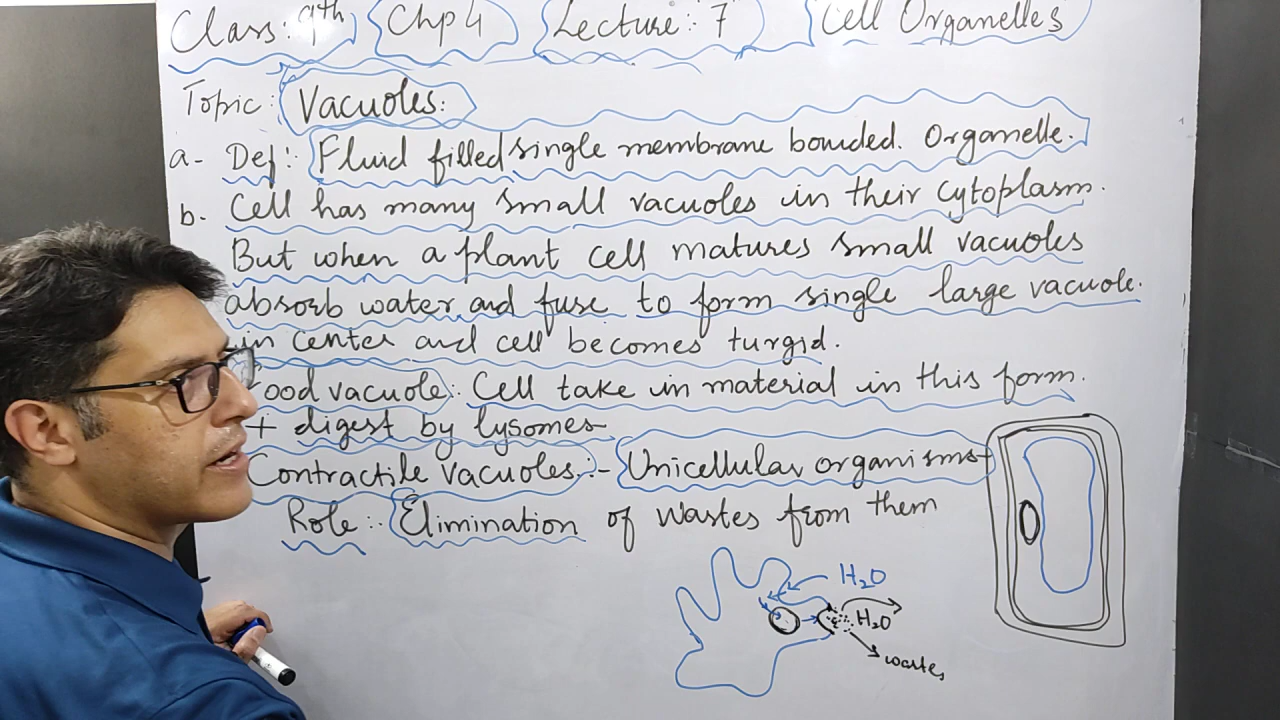 Class: 9th Chp 4 Lecture: 7 Cell Organelles
Topic: Vacuoles:
a- Def: Fluid filled single membrane bounded. Organelle.
b. Cell has many small vacuoles in their cytoplasm.
But when a plant cell matures small vacuoles
absorb water and fuse to form single large vacuole.
in center and cell becomes turgid.
Food vacuole: Cell take in material in this form.
+ digest by lysomes
Contractile vacuoles:- Unicellular organisms
Role: Elimination of wastes from them
H₂O
H₂O
wastes